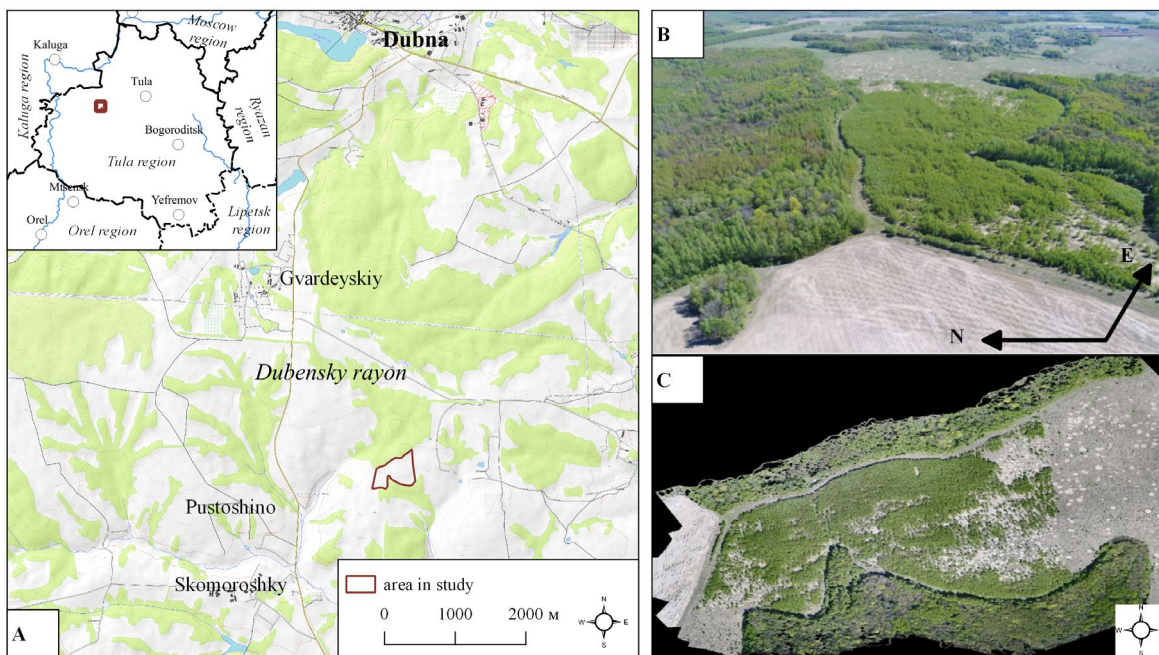 Moscow
region
Kaluga
Kaluga region
Tula
Ryazan
region
Bogoroditsk
Tula region
Mtsensk
Yefremov
Orel
Orel region
Lipetsk
region
Dubna
Gvardeyskiy
Dubensky rayon
Pustoshino
Skomoroshky
area in study
0 1000 2000 м
N
W E
S
A
B
E
N
C
N
W E
S